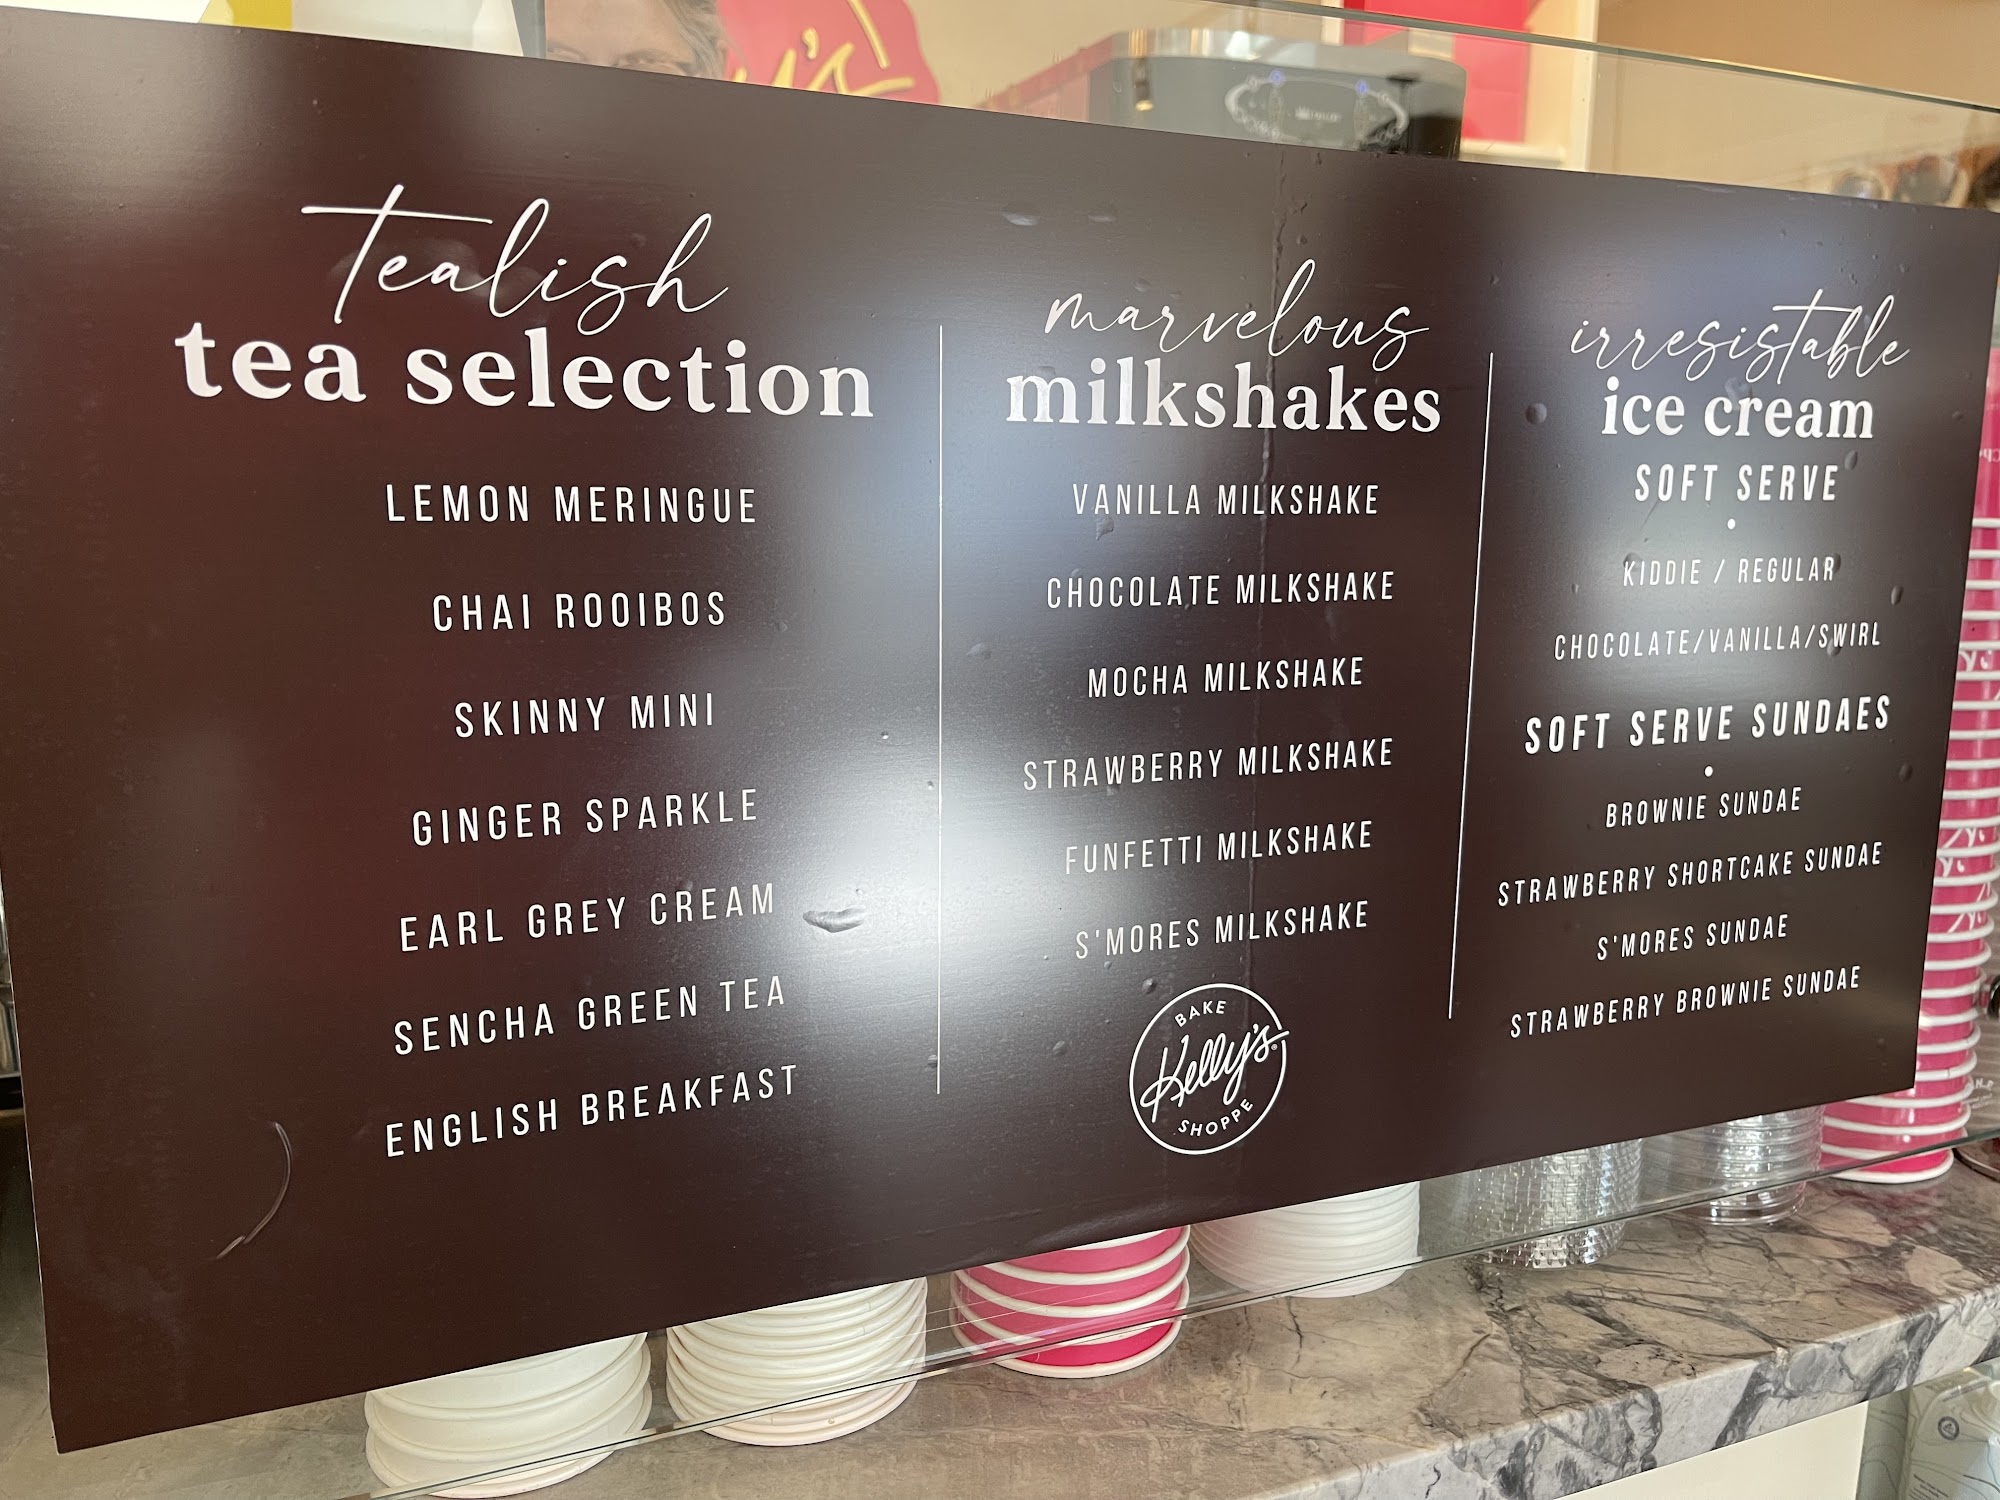 tealish
tea selection
LEMON MERINGUE
CHAI ROOIBOS
SKINNY MINI
GINGER SPARKLE
EARL GREY CREAM
SENCHA GREEN TEA
ENGLISH BREAKFAST
marvelous
milkshakes
VANILLA MILKSHAKE
CHOCOLATE MILKSHAKE
MOCHA MILKSHAKE
STRAWBERRY MILKSHAKE
FUNFETTI MILKSHAKE
S'MORES MILKSHAKE
BAKE
Kelly's
SHOPPE
irresistable
ice cream
SOFT SERVE
•
KIDDIE / REGULAR
CHOCOLATE/VANILLA/SWIRL
SOFT SERVE SUNDAES
•
BROWNIE SUNDAE
STRAWBERRY SHORTCAKE SUNDAE
S'MORES SUNDAE
STRAWBERRY BROWNIE SUNDAE